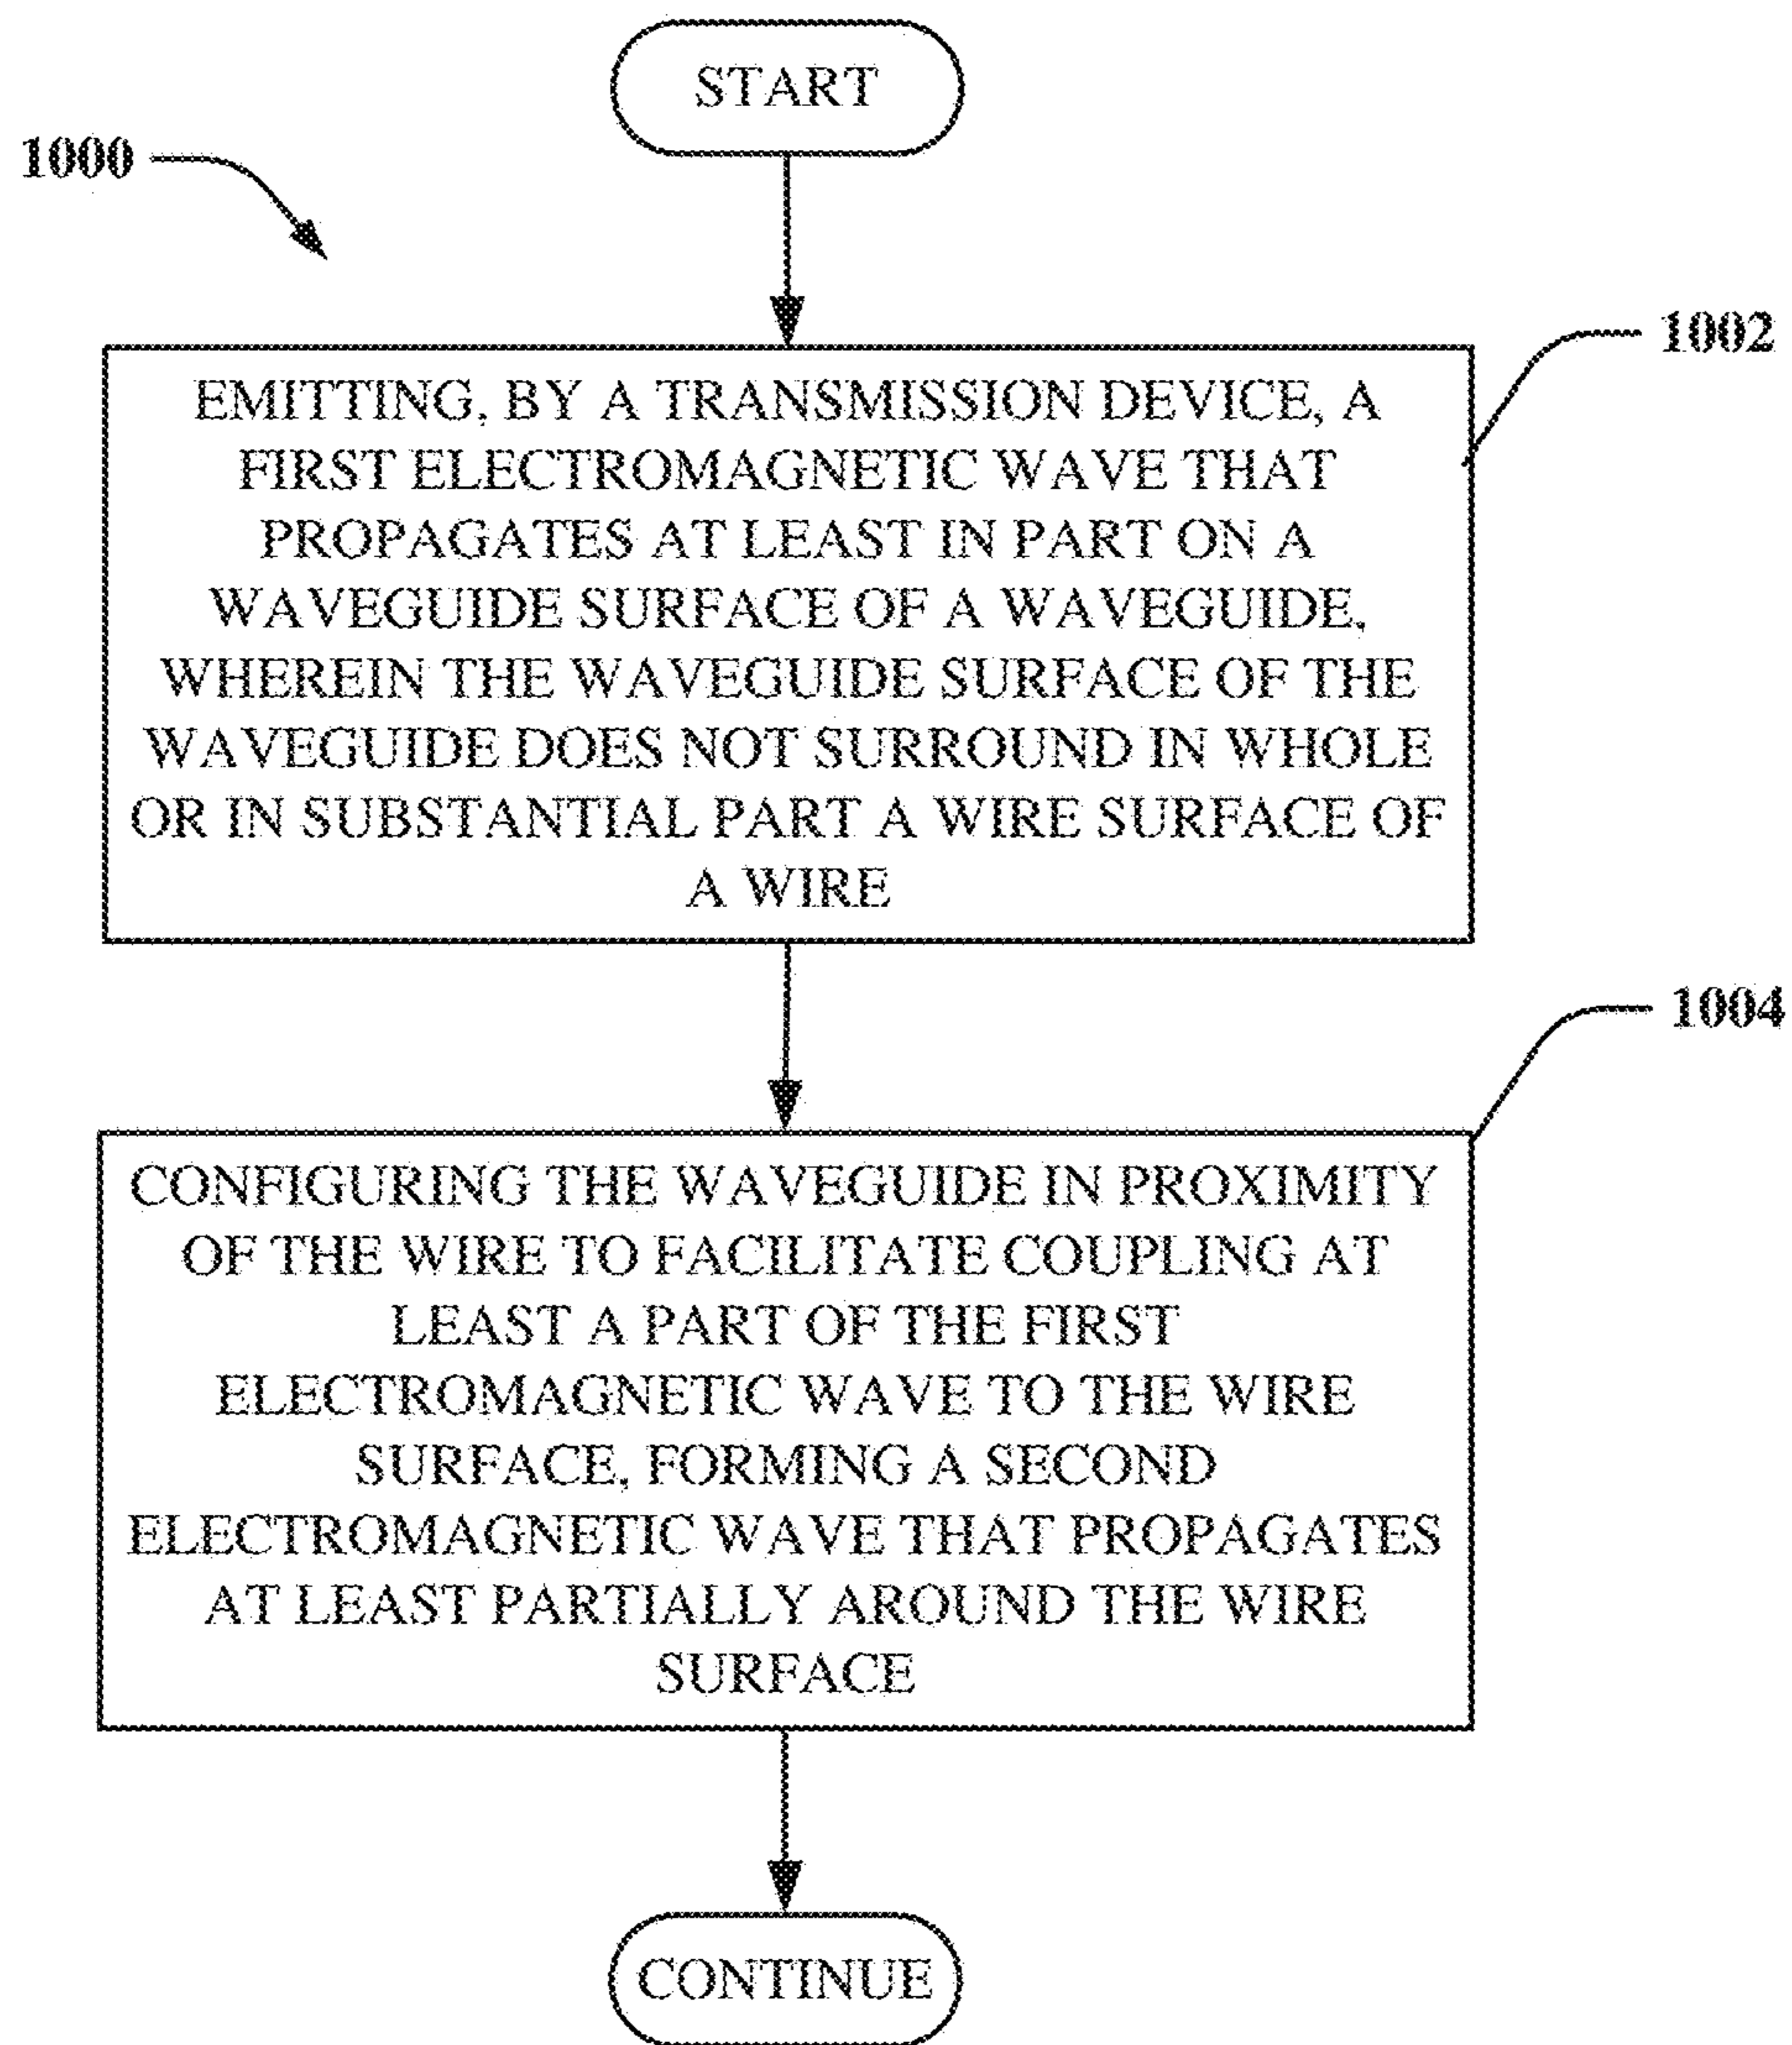 START
1000
1002
EMITTING, BY A TRANSMISSION DEVICE, A
FIRST ELECTROMAGNETIC WAVE THAT
PROPAGATES AT LEAST IN PART ON A
WAVEGUIDE SURFACE OF A WAVEGUIDE,
WHEREIN THE WAVEGUIDE SURFACE OF THE
WAVEGUIDE DOES NOT SURROUND IN WHOLE
OR IN SUBSTANTIAL PART A WIRE SURFACE OF
A WIRE
1004
CONFIGURING THE WAVEGUIDE IN PROXIMITY
OF THE WIRE TO FACILITATE COUPLING AT
LEAST A PART OF THE FIRST
ELECTROMAGNETIC WAVE TO THE WIRE
SURFACE, FORMING A SECOND
ELECTROMAGNETIC WAVE THAT PROPAGATES
AT LEAST PARTIALLY AROUND THE WIRE
SURFACE
CONTINUE